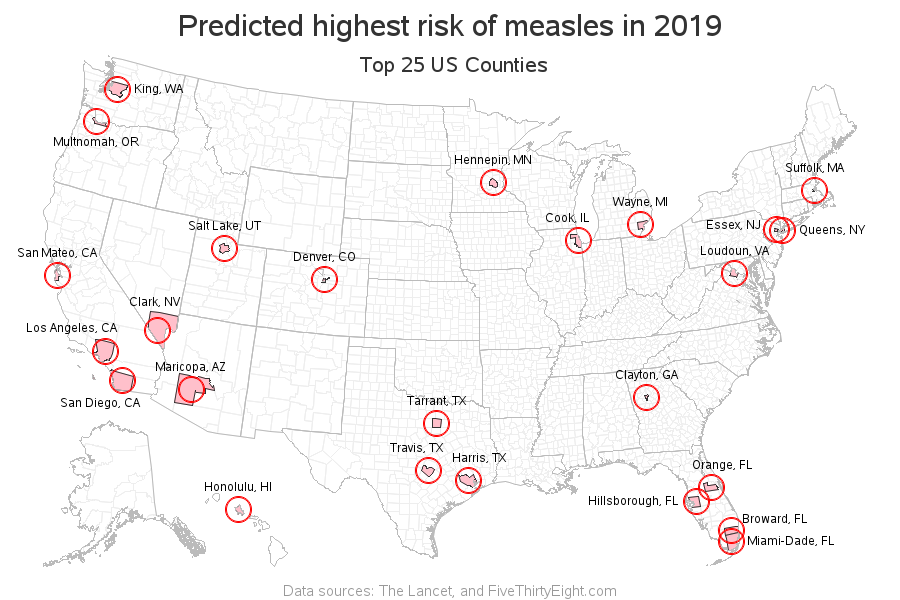 Predicted highest risk of measles in 2019
Top 25 US Counties
King, WA
Multnomah, OR
Hennepin, MN
Suffolk, MA
Wayne, MI
Cook, IL
Salt Lake, UT
Essex, NJ
Queens, NY
San Mateo, CA
Denver, CO
Loudoun, VA
Clark, NV
Los Angeles, CA
Maricopa, AZ
Clayton, GA
San Diego, CA
Tarrant, TX
Travis, TX
Harris, TX
Orange, FL
Honolulu, HI
Hillsborough, FL
Broward, FL
Miami-Dade, FL
Data sources: The Lancet, and FiveThirtyEight.com